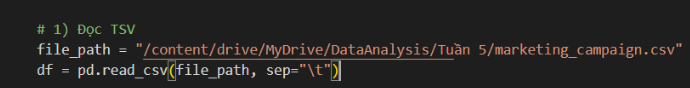 # 1) Đọc TSV
file_path = "/content/drive/MyDrive/DataAnalysis/Tuần 5/marketing_campaign.csv"
df = pd.read_csv(file_path, sep="\t")